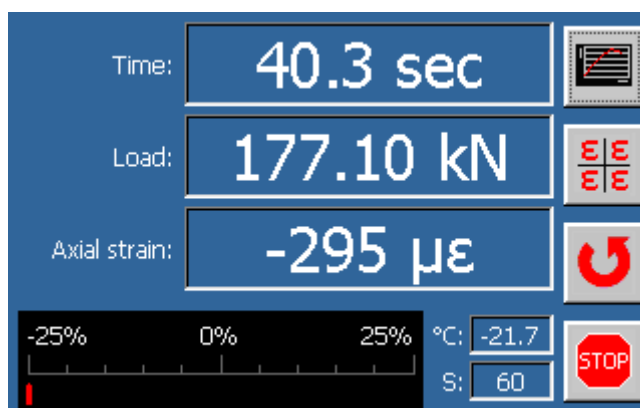 Time: 40.3 sec
Load: 177.10 kN
ε ε
ε ε
Axial strain: -295 με
-25% 0% 25% °C: -21.7
S: 60
STOP